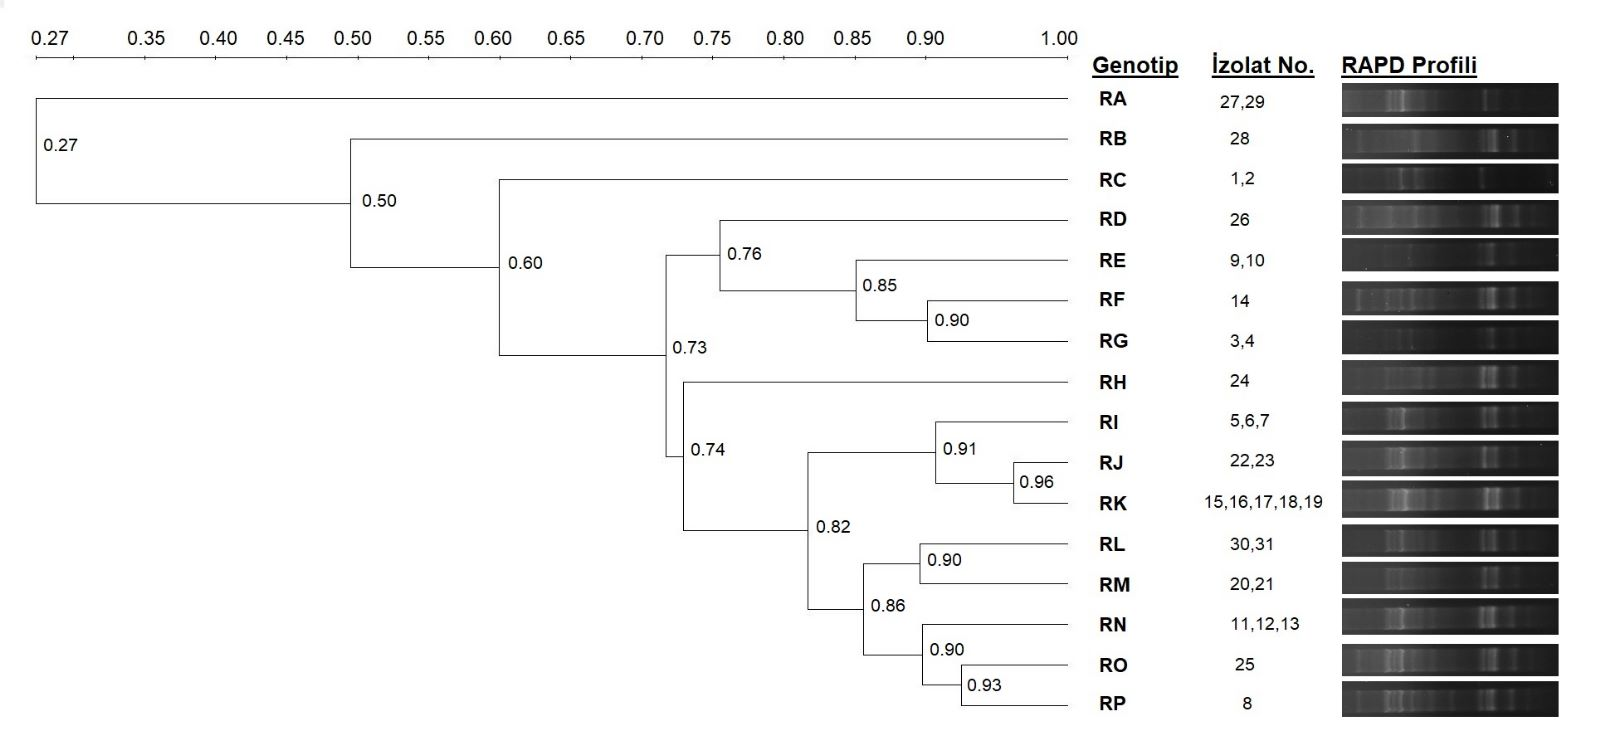 0.27 0.35 0.40 0.45 0.50 0.55 0.60 0.65 0.70 0.75 0.80 0.85 0.90 1.00
Genotip İzolat No. RAPD Profili
RA 27,29
RB 28
RC 1,2
RD 26
RE 9,10
RF 14
RG 3,4
RH 24
RI 5,6,7
RJ 22,23
RK 15,16,17,18,19
RL 30,31
RM 20,21
RN 11,12,13
RO 25
RP 8
0.27
0.50
0.60
0.76
0.85
0.90
0.73
0.74
0.91
0.96
0.82
0.90
0.86
0.90
0.93